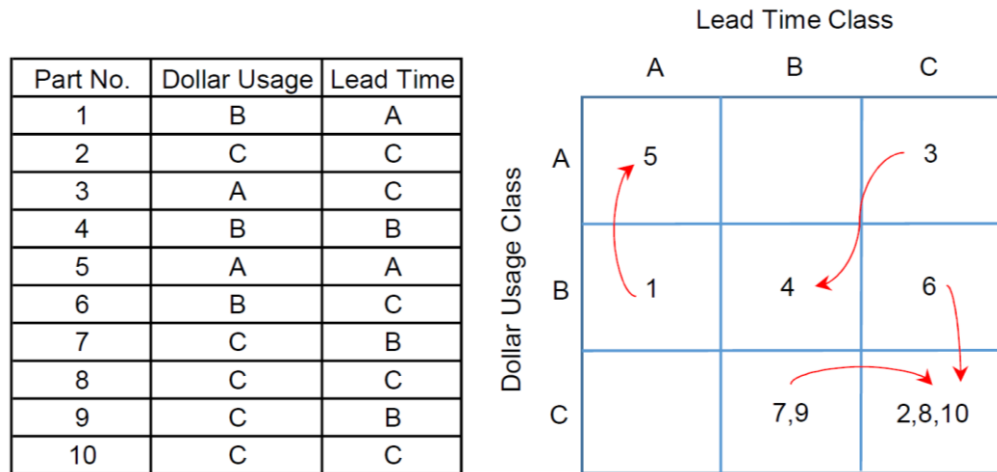 Part No. Dollar Usage Lead Time
1 B A
2 C C
3 A C
4 B B
5 A A
6 B C
7 C B
8 C C
9 C B
10 C C
Lead Time Class
A B C
Dollar Usage Class
A 5 3
B 1 4 6
C 7,9 2,8,10